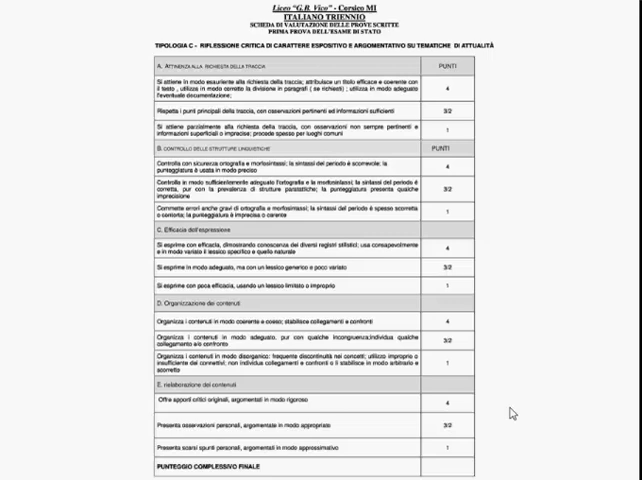 Liceo "G.B. Vico" - Corsico MI
ITALIANO TRIENNIO
SCHEDA DI VALUTAZIONE DELLE PROVE SCRITTE
PRIMA PROVA DELL'ESAME DI STATO
TIPOLOGIA C - RIFLESSIONE CRITICA DI CARATTERE ESPOSITIVO E ARGOMENTATIVO SU TEMATICHE DI ATTUALITÀ
A. ATTINENZA ALLA RICHIESTA DELLA TRACCIA PUNTI
Si attiene in modo esauriente alla richiesta della traccia; attribuisce un titolo efficace e coerente con
il testo , utilizza in modo corretto la divisione in paragrafi ( se richiesti) ; utilizza in modo adeguato
l'eventuale documentazione; 4
Rispetta i punti principali della traccia, con osservazioni pertinenti ed informazioni sufficienti 3/2
Si attiene parzialmente alla richiesta della traccia, con osservazioni non sempre pertinenti e
informazioni superficiali o imprecise; procede spesso per luoghi comuni 1
B. CONTROLLO DELLE STRUTTURE LINGUISTICHE PUNTI
Controlla con sicurezza ortografia e morfosintassi; la sintassi del periodo è scorrevole; la
punteggiatura è usata in modo preciso 4
Controlla in modo sufficientemente adeguato l'ortografia e la morfosintassi; la sintassi del periodo è
corretta, pur con la prevalenza di strutture paratattiche; la punteggiatura presenta qualche
imprecisione 3/2
Commette errori anche gravi di ortografia e morfosintassi; la sintassi del periodo è spesso scorretta
o contorta; la punteggiatura è imprecisa o carente 1
C. Efficacia dell'espressione
Si esprime con efficacia, dimostrando conoscenza dei diversi registri stilistici; usa consapevolmente
e in modo variato il lessico specifico e quello naturale 4
Si esprime in modo adeguato, ma con un lessico generico e poco variato 3/2
Si esprime con poca efficacia, usando un lessico limitato o improprio 1
D. Organizzazione dei contenuti
Organizza i contenuti in modo coerente e coeso; stabilisce collegamenti e confronti 4
Organizza i contenuti in modo adeguato, pur con qualche incongruenza;individua qualche
collegamento e/o confronto 3/2
Organizza i contenuti in modo disorganico: frequente discontinuità nei concetti; utilizzo improprio o
insufficiente dei connettivi; non individua collegamenti e confronti o li stabilisce in modo arbitrario e
scorretto 1
E. rielaborazione dei contenuti
Offre apporti critici originali, argomentati in modo rigoroso 4
Presenta osservazioni personali, argomentate in modo appropriato 3/2
Presenta scarsi spunti personali, argomentati in modo approssimativo 1
PUNTEGGIO COMPLESSIVO FINALE